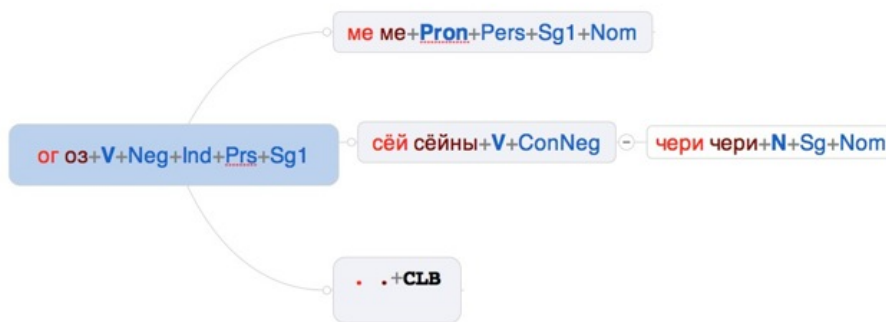 ме ме+Pron+Pers+Sg1+Nom
ог оз+V+Neg+Ind+Prs+Sg1
сёй сёйны+V+ConNeg
чери чери+N+Sg+Nom
. .+CLB